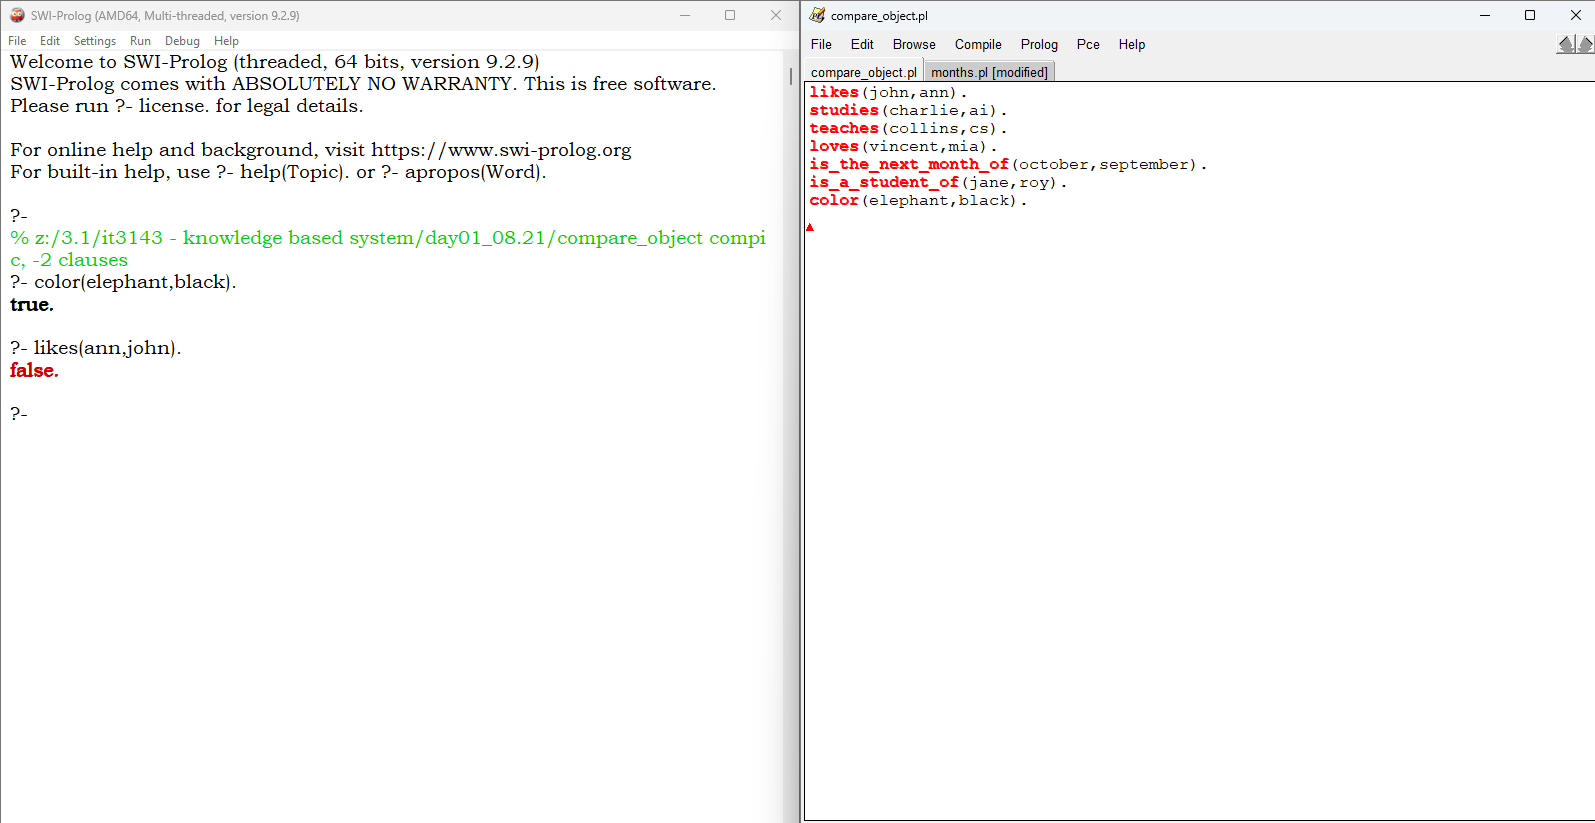 SWI-Prolog (AMD64, Multi-threaded, version 9.2.9)
File Edit Settings Run Debug Help
Welcome to SWI-Prolog (threaded, 64 bits, version 9.2.9)
SWI-Prolog comes with ABSOLUTELY NO WARRANTY. This is free software.
Please run ?- license. for legal details.
For online help and background, visit https://www.swi-prolog.org
For built-in help, use ?- help(Topic). or ?- apropos(Word).
?-
% z:/3.1/it3143 - knowledge based system/day01_08.21/compare_object compi
c, -2 clauses
?- color(elephant,black).
true.
?- likes(ann,john).
false.
?-
compare_object.pl
File Edit Browse Compile Prolog Pce Help
compare_object.pl months.pl [modified]
likes(john,ann).
studies(charlie,ai).
teaches(collins,cs).
loves(vincent,mia).
is_the_next_month_of(october,september).
is_a_student_of(jane,roy).
color(elephant,black).